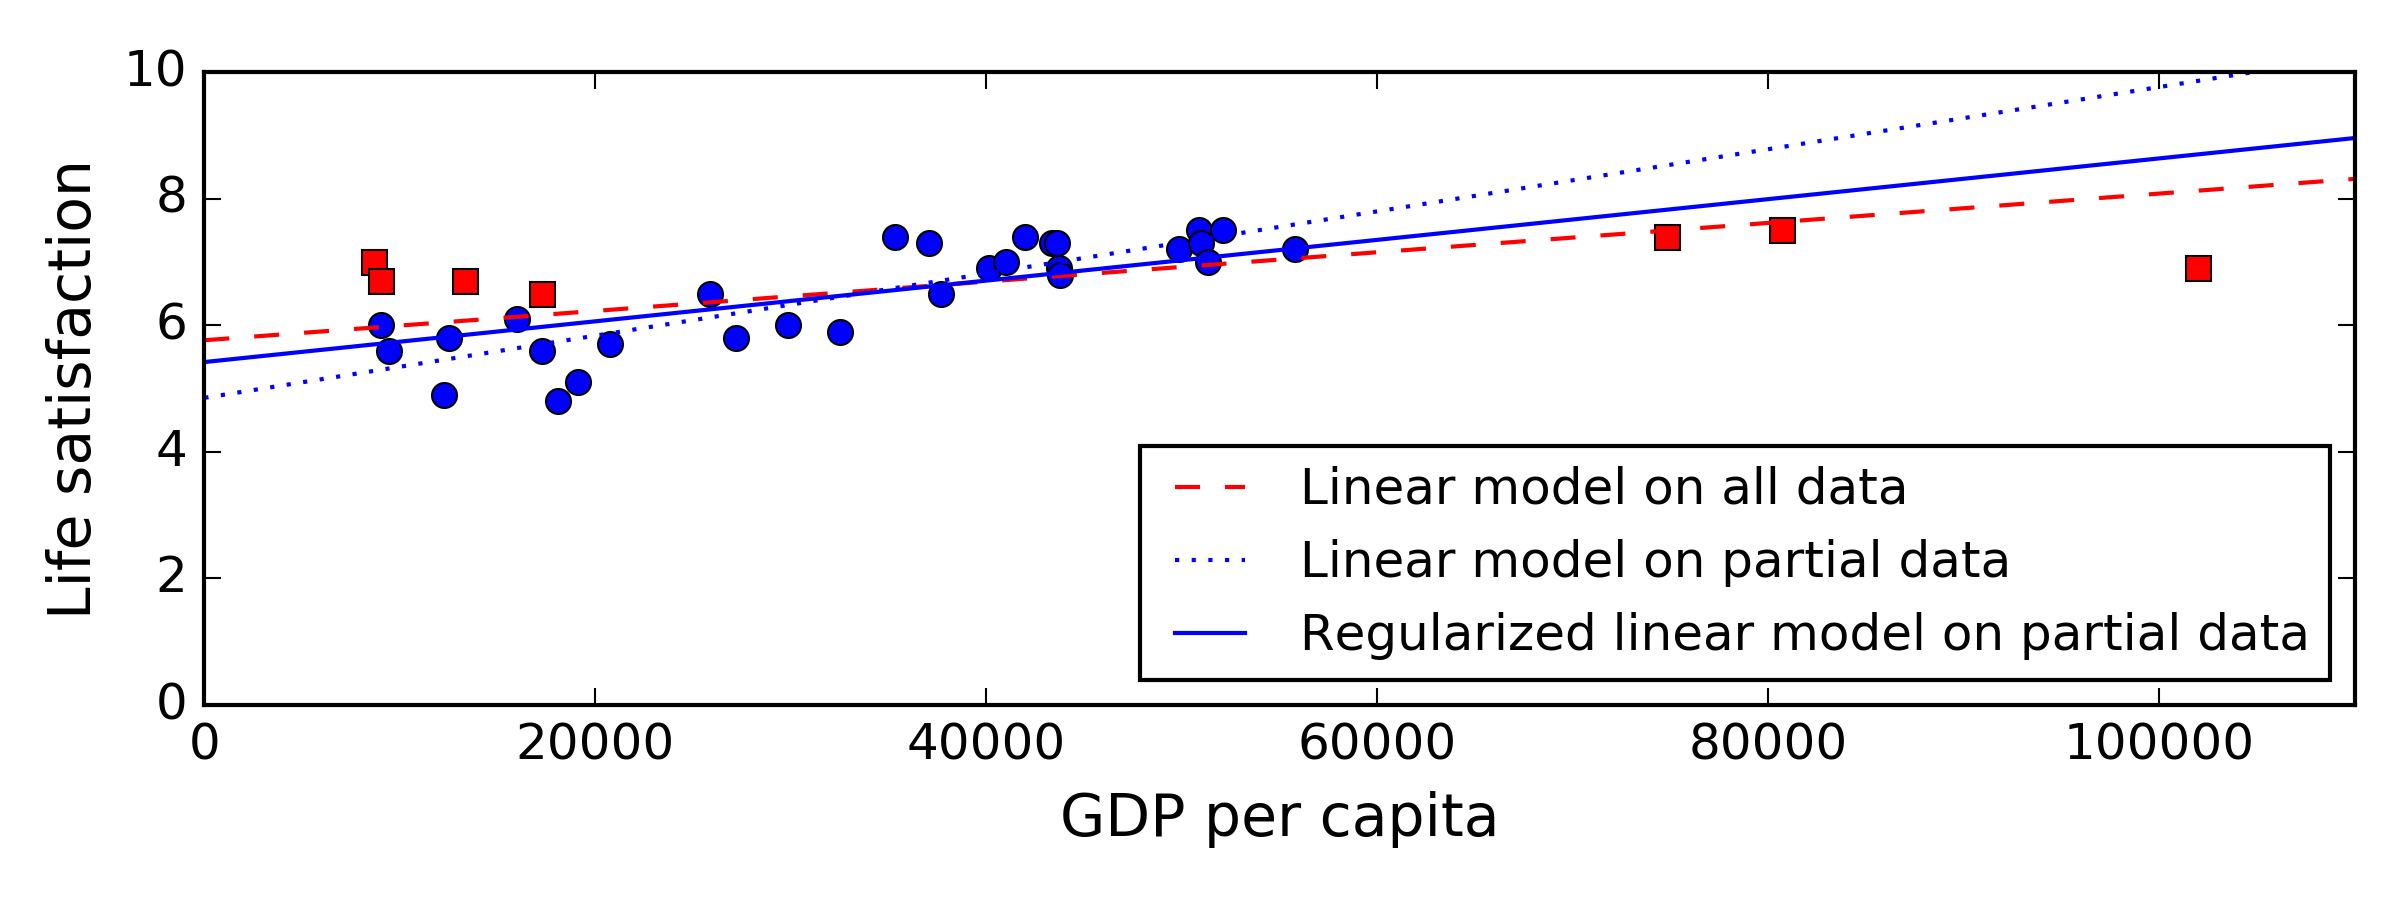 10
8
6
4
2
0
Life satisfaction
Linear model on all data
Linear model on partial data
Regularized linear model on partial data
0 20000 40000 60000 80000 100000
GDP per capita